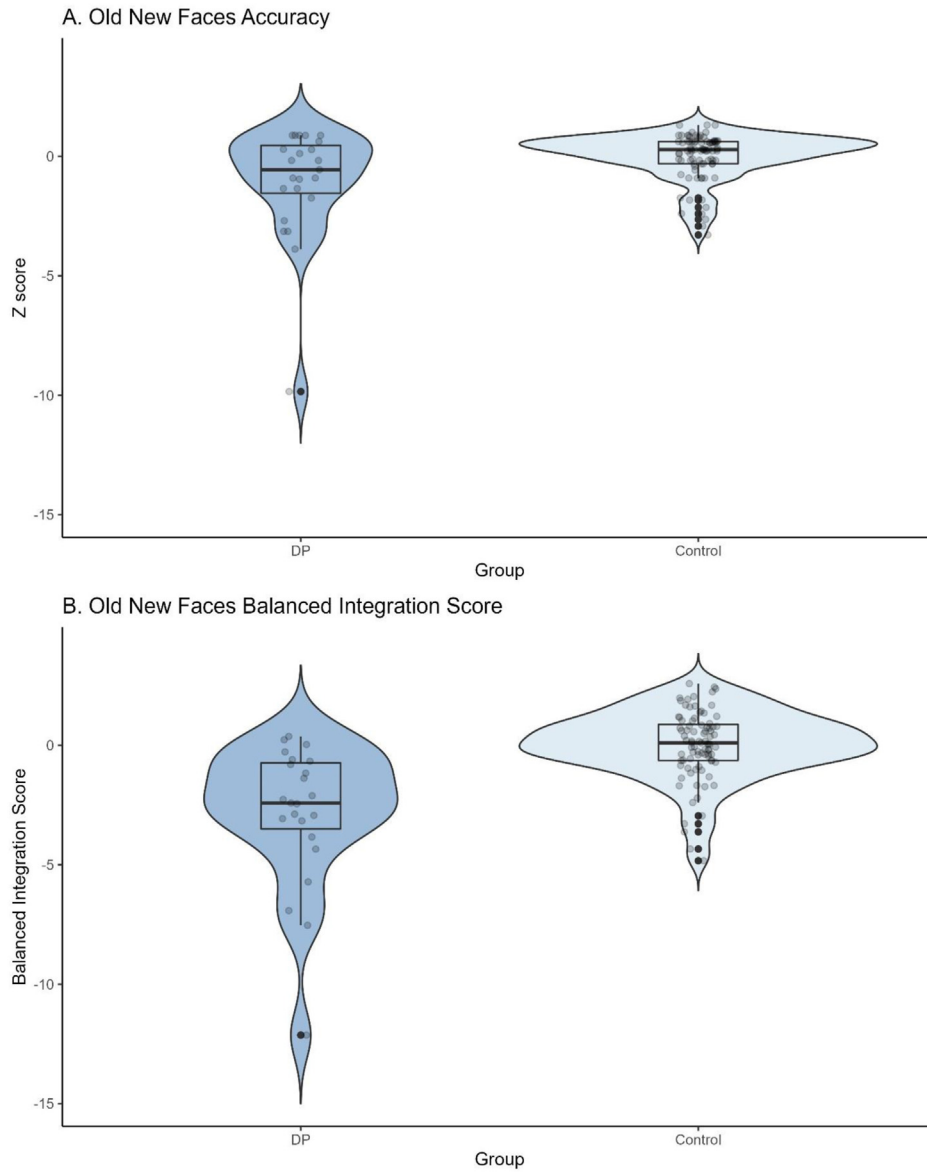 A. Old New Faces Accuracy
0
-5
-10
-15
Z score
DP
Control
Group
B. Old New Faces Balanced Integration Score
0
-5
-10
-15
Balanced Integration Score
DP
Control
Group